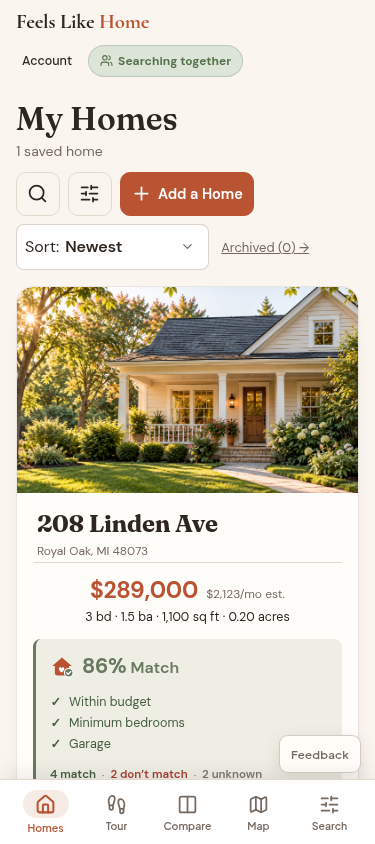 Feels Like Home
Account
Searching together
My Homes
1 saved home
Add a Home
Sort: Newest
Archived (0) →
208 Linden Ave
Royal Oak, MI 48073
$289,000 $2,123/mo est.
3 bd · 1.5 ba · 1,100 sq ft · 0.20 acres
86% Match
✓ Within budget
✓ Minimum bedrooms
✓ Garage
4 match · 2 don't match · 2 unknown
Feedback
Homes
Tour
Compare
Map
Search